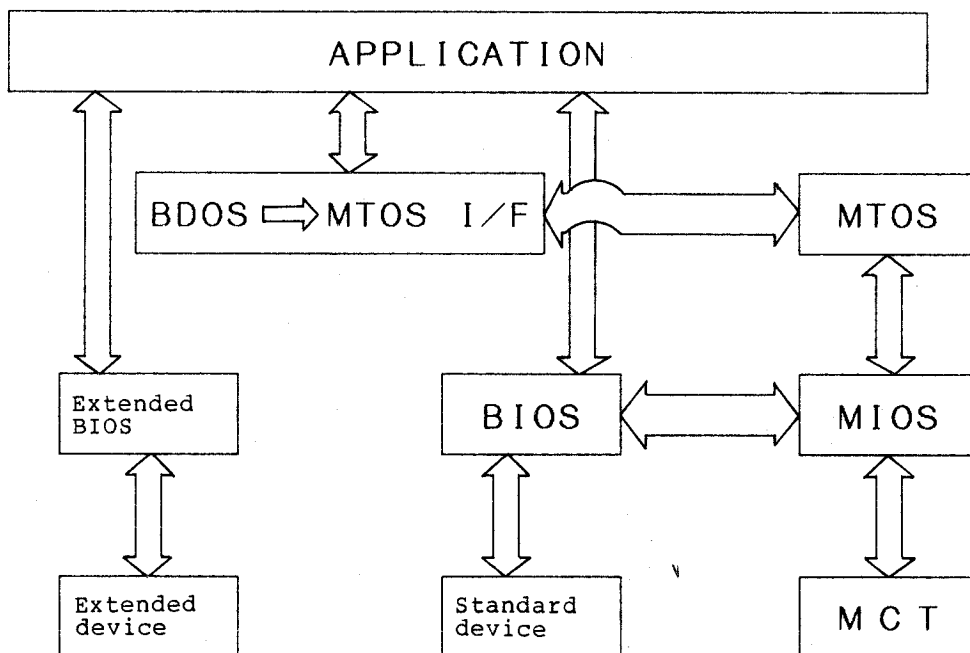 APPLICATION
BDOS ⇨ MTOS I/F
MTOS
Extended
BIOS
BIOS
MIOS
Extended
device
Standard
device
MCT